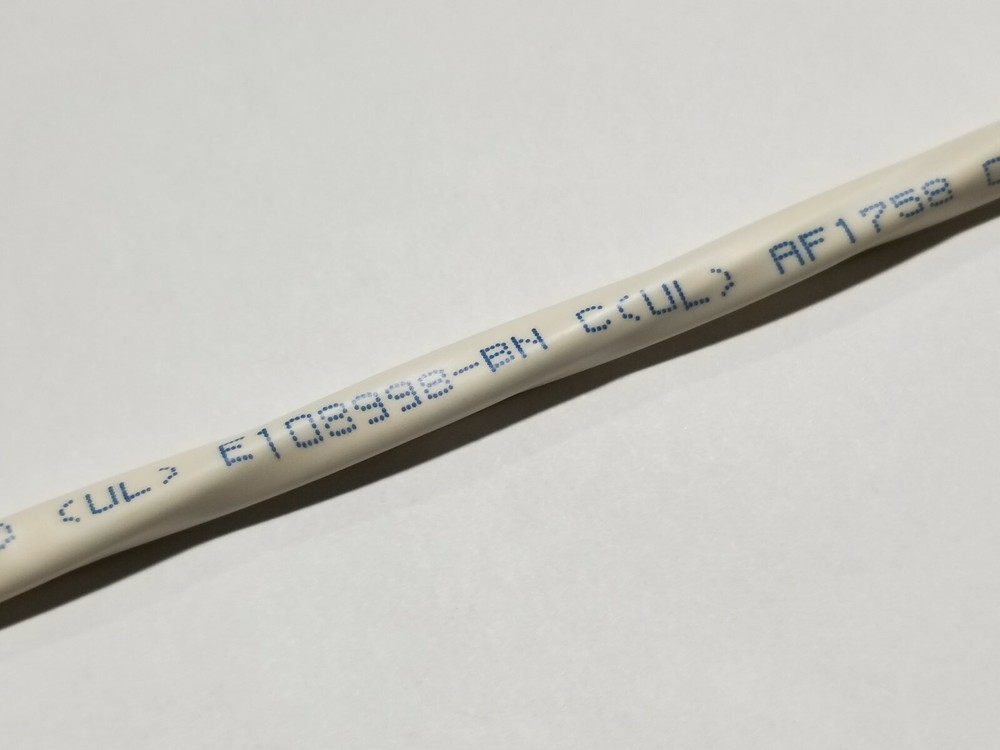 (UL) E108998-BH C(UL) AF1758